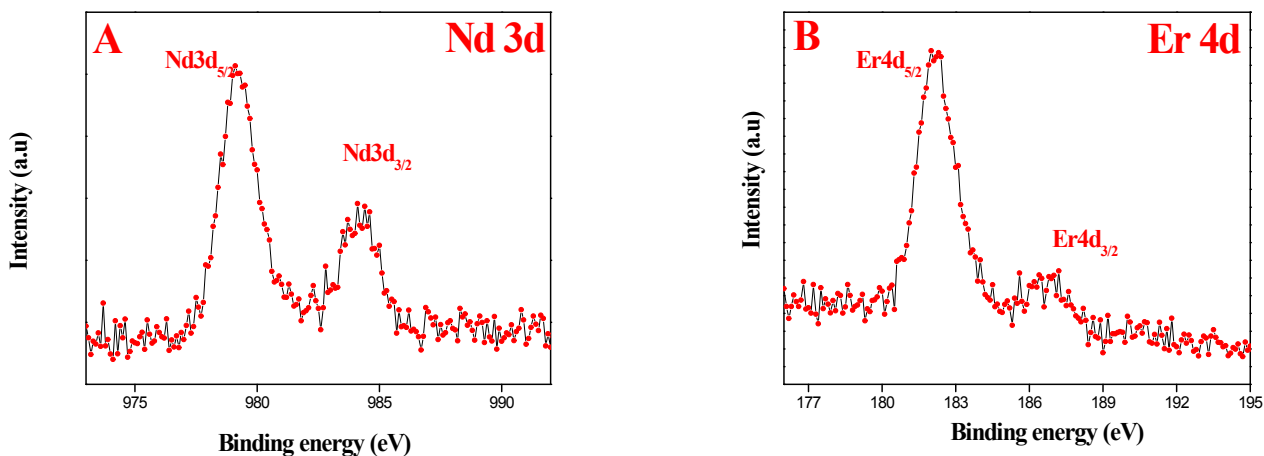 A
Nd 3d
Nd3d5/2
Nd3d3/2
Intensity (a.u)
975
980
985
990
Binding energy (eV)
B
Er 4d
Er4d5/2
Er4d3/2
Intensity (a.u)
177
180
183
186
189
192
195
Binding energy (eV)